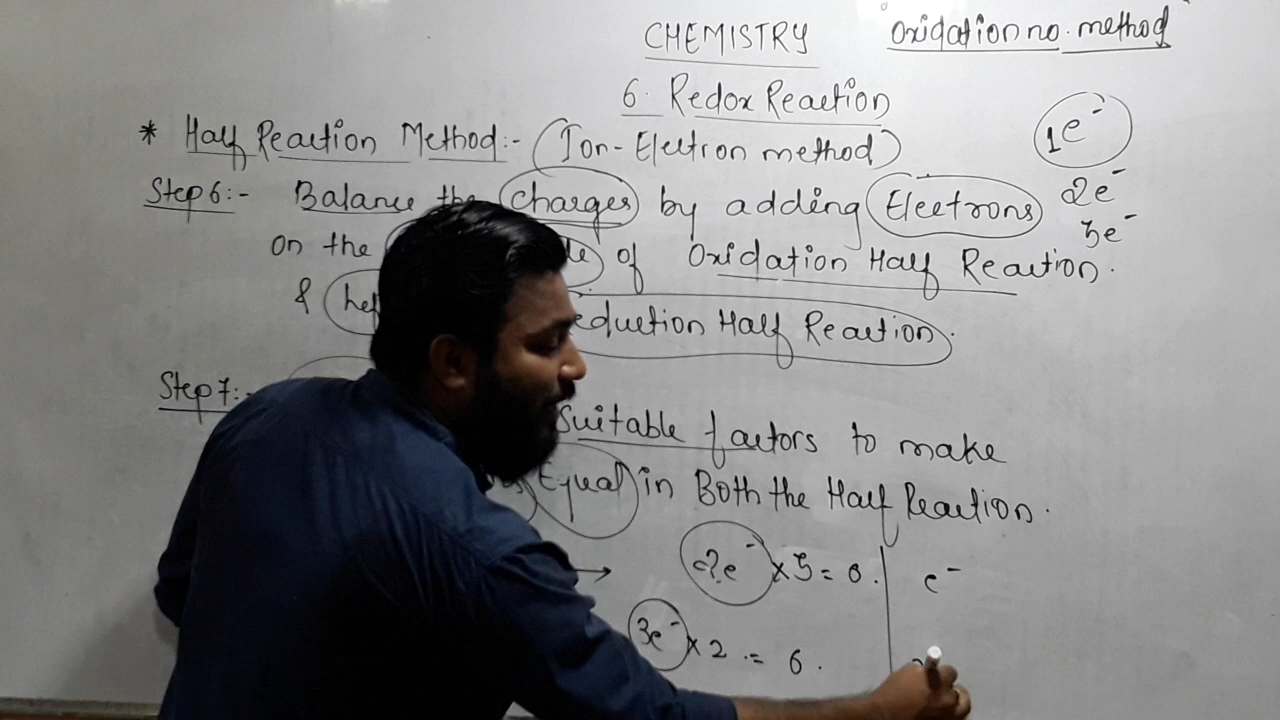 CHEMISTRY "Oxidation no. method"
6. Redox Reaction
* Half Reaction Method:- (Ion-Electron method)
1e⁻
Step 6:- Balance the charges by adding Electrons
2e⁻
3e⁻
on the of Oxidation Half Reaction.
& Reduction Half Reaction.
Step 7:-
Suitable factors to make
Equal in Both the Half Reaction.
→ 2e⁻ × 3 = 6. e⁻
3e⁻ × 2 = 6.